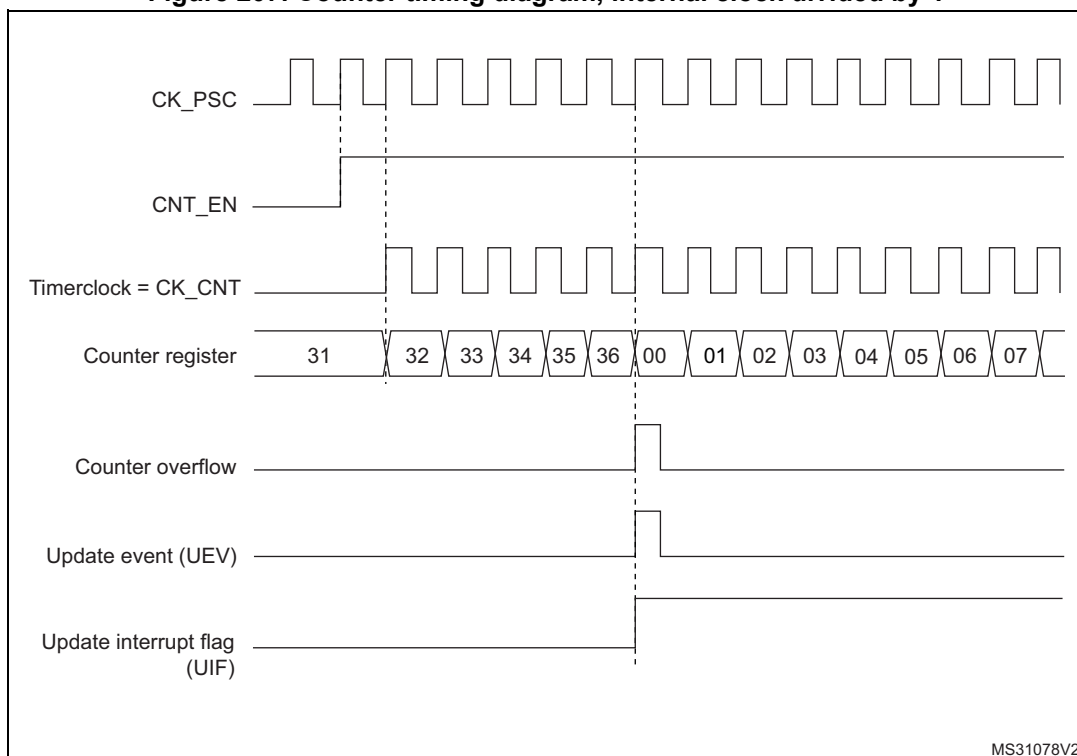 CK_PSC
CNT_EN
Timerclock = CK_CNT
Counter register 31 32 33 34 35 36 00 01 02 03 04 05 06 07
Counter overflow
Update event (UEV)
Update interrupt flag
(UIF)
MS31078V2